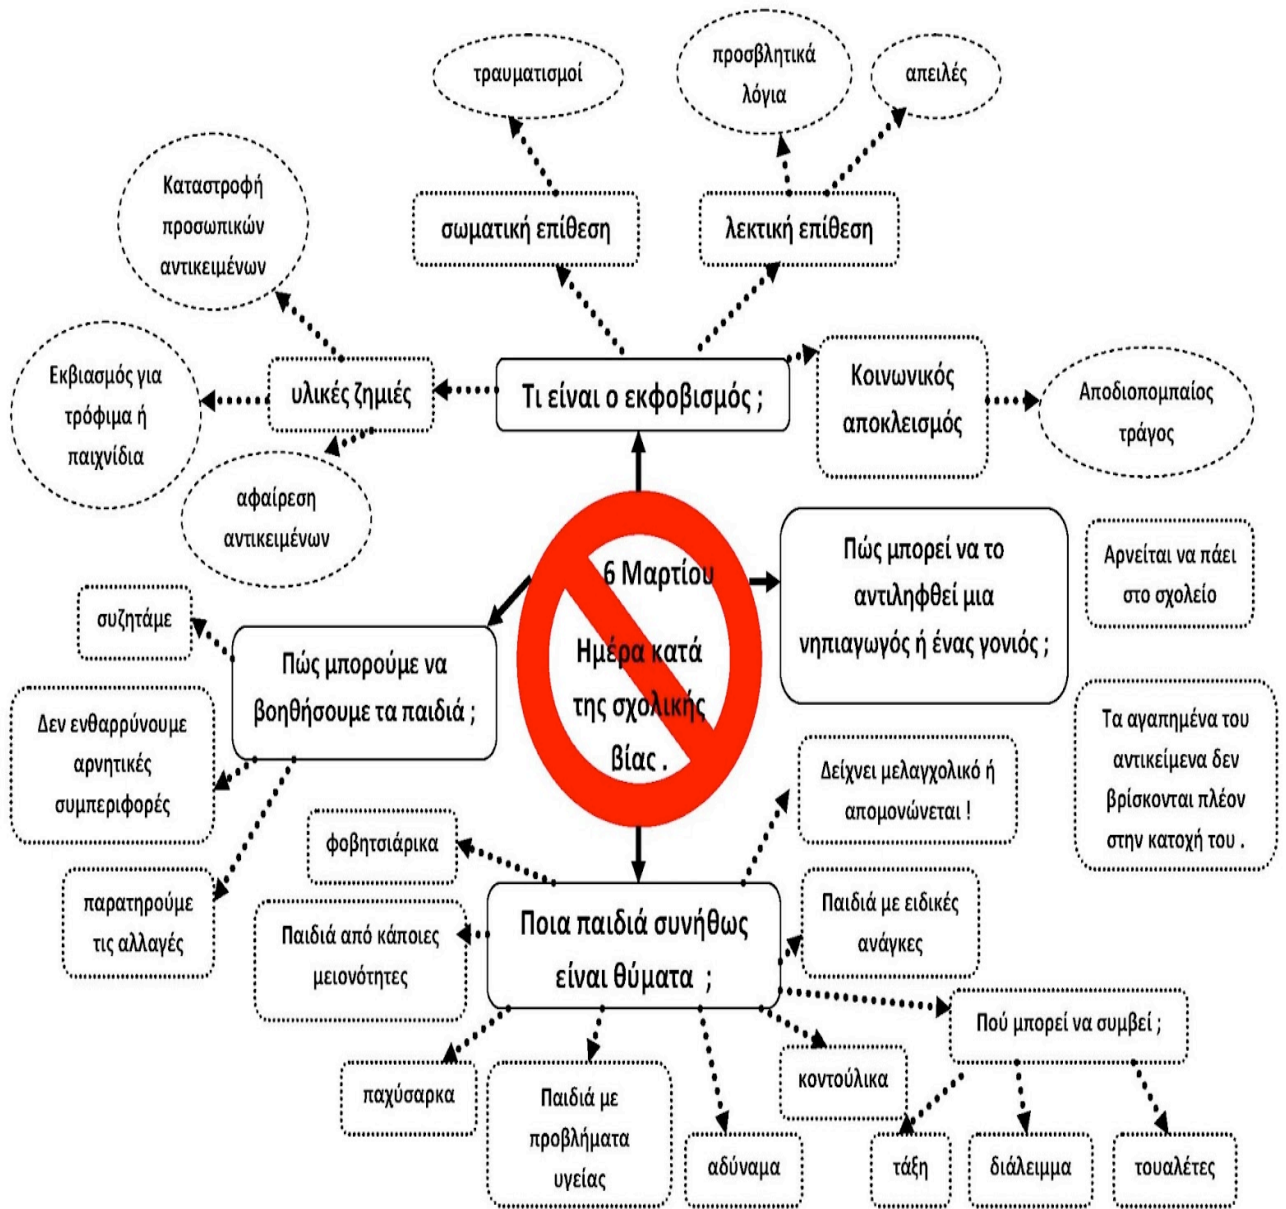 τραυματισμοί
προσβλητικά
λόγια
απειλές
Καταστροφή
προσωπικών
αντικειμένων
σωματική επίθεση
λεκτική επίθεση
Εκβιασμός για
τρόφιμα ή
παιχνίδια
υλικές ζημιές
Τι είναι ο εκφοβισμός ;
Κοινωνικός
αποκλεισμός
Αποδιοπομπαίος
τράγος
αφαίρεση
αντικειμένων
6 Μαρτίου
Ημέρα κατά
της σχολικής
βίας .
Πώς μπορεί να το
αντιληφθεί μια
νηπιαγωγός ή ένας γονιός ;
Αρνείται να πάει
στο σχολείο
συζητάμε
Πώς μπορούμε να
βοηθήσουμε τα παιδιά ;
Δεν ενθαρρύνουμε
αρνητικές
συμπεριφορές
Τα αγαπημένα του
αντικείμενα δεν
βρίσκονται πλέον
στην κατοχή του .
Δείχνει μελαγχολικό ή
απομονώνεται !
φοβητσιάρικα
παρατηρούμε
τις αλλαγές
Παιδιά από κάποιες
μειονότητες
Ποια παιδιά συνήθως
είναι θύματα ;
Παιδιά με ειδικές
ανάγκες
Πού μπορεί να συμβεί ;
παχύσαρκα
Παιδιά με
προβλήματα
υγείας
αδύναμα
κοντούλικα
τάξη
διάλειμμα
τουαλέτες